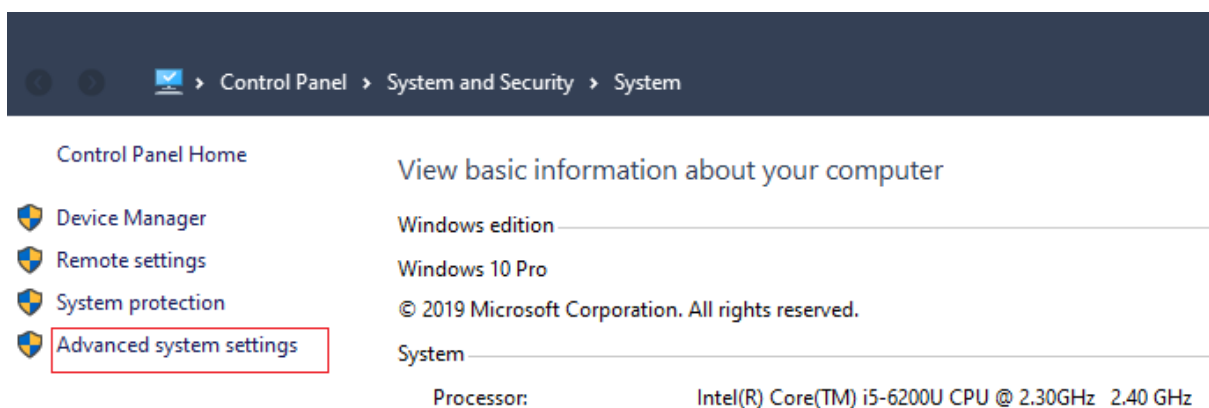 Control Panel > System and Security > System
Control Panel Home
Device Manager
Remote settings
System protection
Advanced system settings
View basic information about your computer
Windows edition
Windows 10 Pro
© 2019 Microsoft Corporation. All rights reserved.
System
Processor: Intel(R) Core(TM) i5-6200U CPU @ 2.30GHz 2.40 GHz